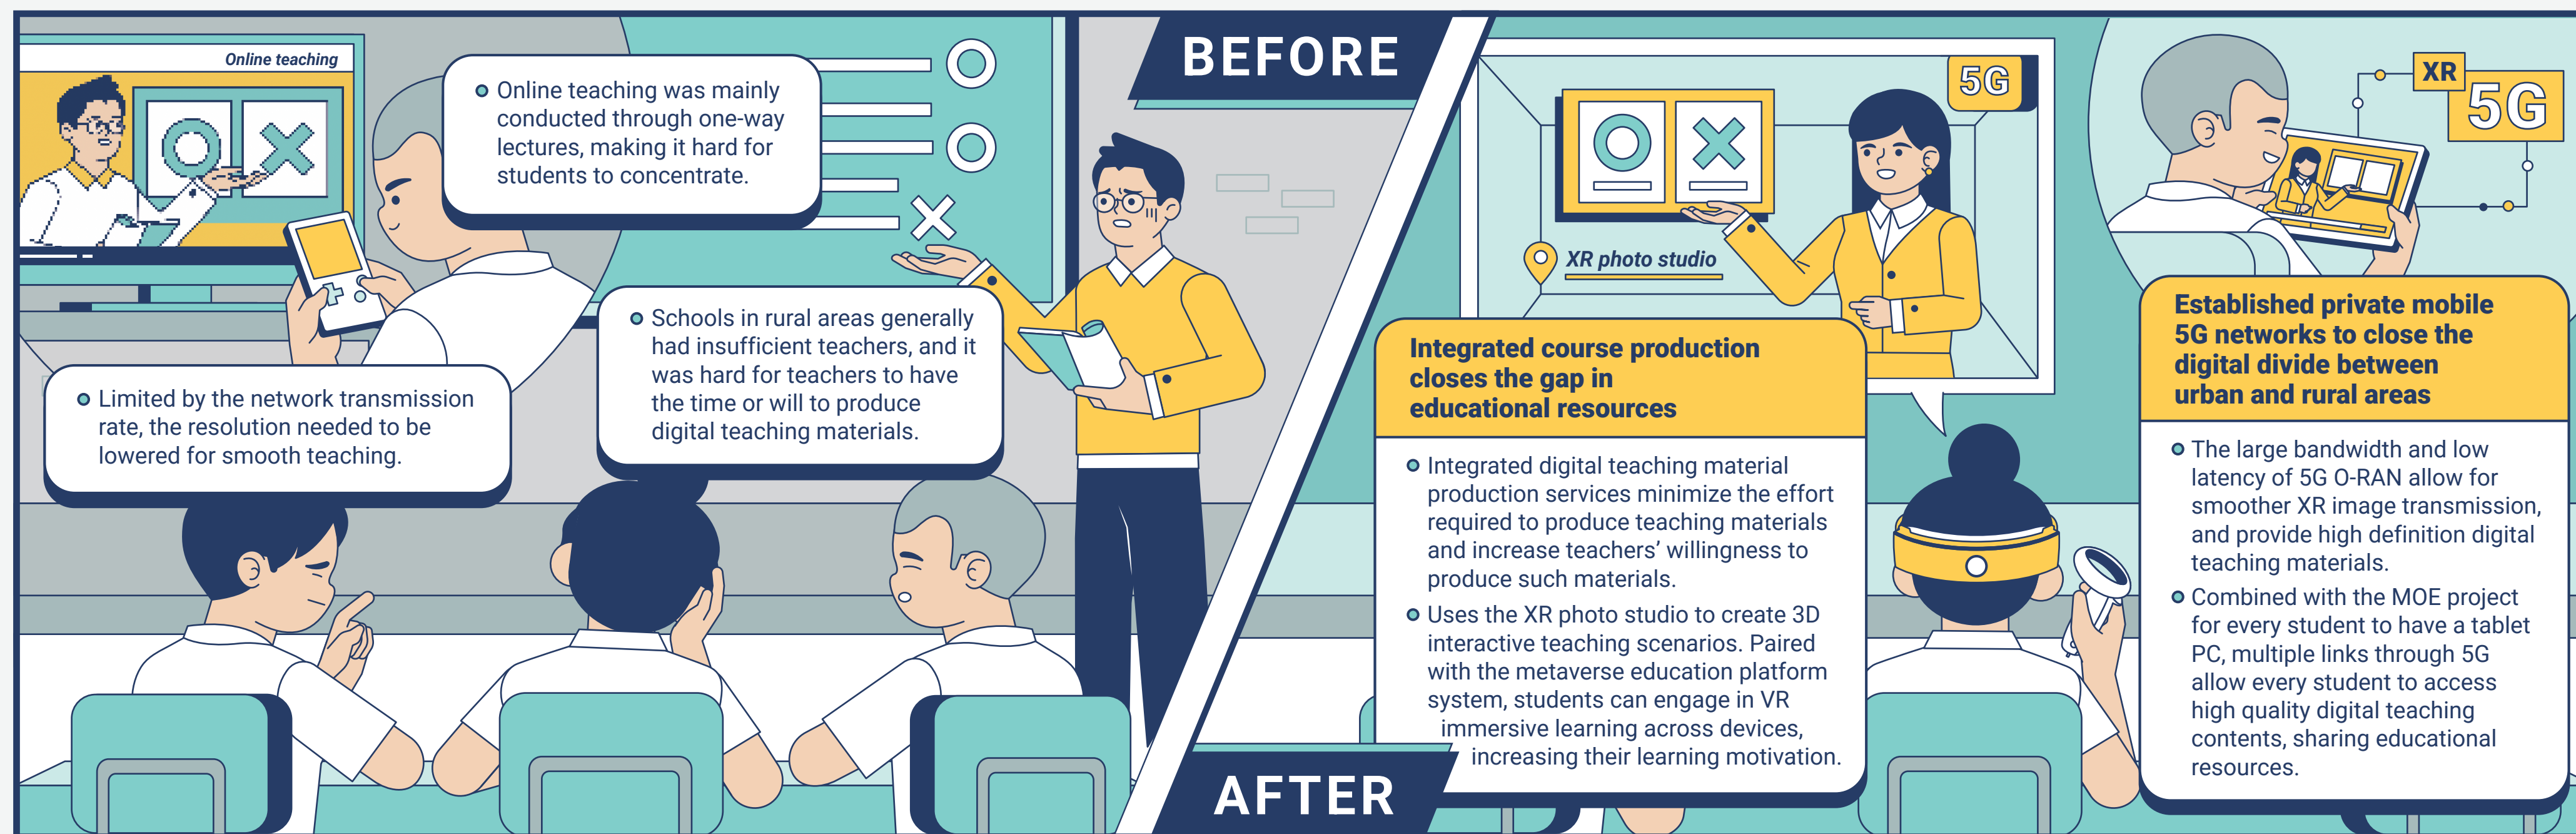 Online teaching
Online teaching was mainly
conducted through one-way
lectures, making it hard for
students to concentrate.
Limited by the network transmission
rate, the resolution needed to be
lowered for smooth teaching.
Schools in rural areas generally
had insufficient teachers, and it
was hard for teachers to have
the time or will to produce
digital teaching materials.
BEFORE
AFTER
5G
XR photo studio
Integrated course production
closes the gap in
educational resources
Integrated digital teaching material
production services minimize the effort
required to produce teaching materials
and increase teachers’ willingness to
produce such materials.
Uses the XR photo studio to create 3D
interactive teaching scenarios. Paired
with the metaverse education platform
system, students can engage in VR
immersive learning across devices,
increasing their learning motivation.
XR
5G
Established private mobile
5G networks to close the
digital divide between
urban and rural areas
The large bandwidth and low
latency of 5G O-RAN allow for
smoother XR image transmission,
and provide high definition digital
teaching materials.
Combined with the MOE project
for every student to have a tablet
PC, multiple links through 5G
allow every student to access
high quality digital teaching
contents, sharing educational
resources.